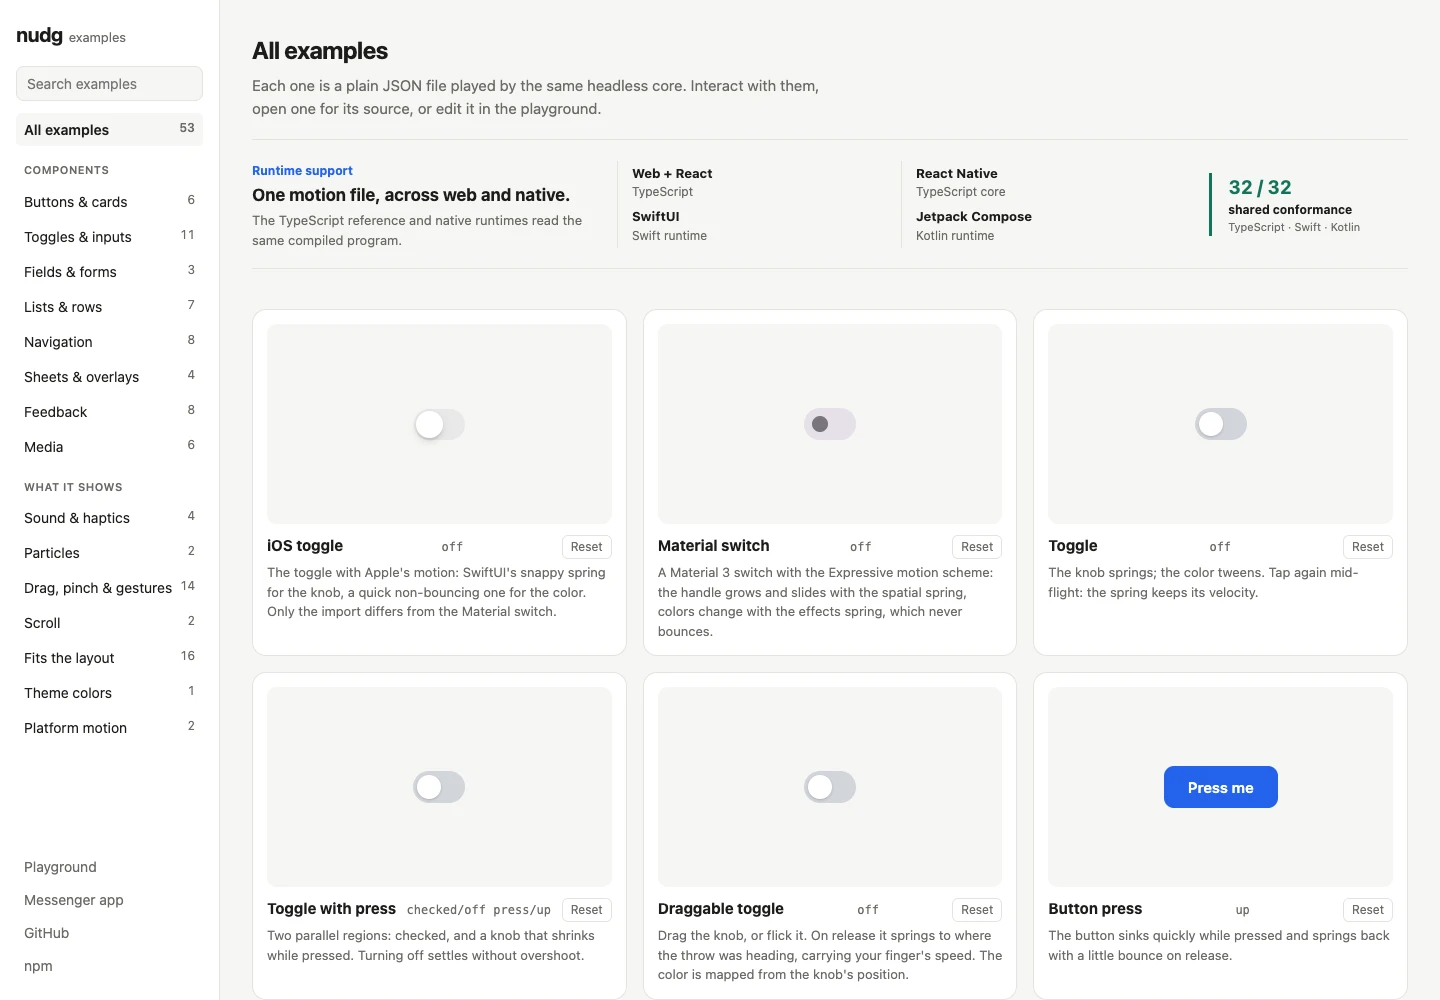 nudg examples
Search examples
All examples 53
COMPONENTS
Buttons & cards 6
Toggles & inputs 11
Fields & forms 3
Lists & rows 7
Navigation 8
Sheets & overlays 4
Feedback 8
Media 6
WHAT IT SHOWS
Sound & haptics 4
Particles 2
Drag, pinch & gestures 14
Scroll 2
Fits the layout 16
Theme colors 1
Platform motion 2
Playground
Messenger app
GitHub
npm
All examples
Each one is a plain JSON file played by the same headless core. Interact with them,
open one for its source, or edit it in the playground.
Runtime support
One motion file, across web and native.
The TypeScript reference and native runtimes read the
same compiled program.
Web + React
TypeScript
SwiftUI
Swift runtime
React Native
TypeScript core
Jetpack Compose
Kotlin runtime
32 / 32
shared conformance
TypeScript · Swift · Kotlin
iOS toggle off Reset
The toggle with Apple's motion: SwiftUI's snappy spring
for the knob, a quick non-bouncing one for the color.
Only the import differs from the Material switch.
Material switch off Reset
A Material 3 switch with the Expressive motion scheme:
the handle grows and slides with the spatial spring,
colors change with the effects spring, which never
bounces.
Toggle off Reset
The knob springs; the color tweens. Tap again mid-
flight: the spring keeps its velocity.
Toggle with press checked/off press/up Reset
Two parallel regions: checked, and a knob that shrinks
while pressed. Turning off settles without overshoot.
Draggable toggle off Reset
Drag the knob, or flick it. On release it springs to where
the throw was heading, carrying your finger's speed. The
color is mapped from the knob's position.
Press me
Button press up Reset
The button sinks quickly while pressed and springs back
with a little bounce on release.